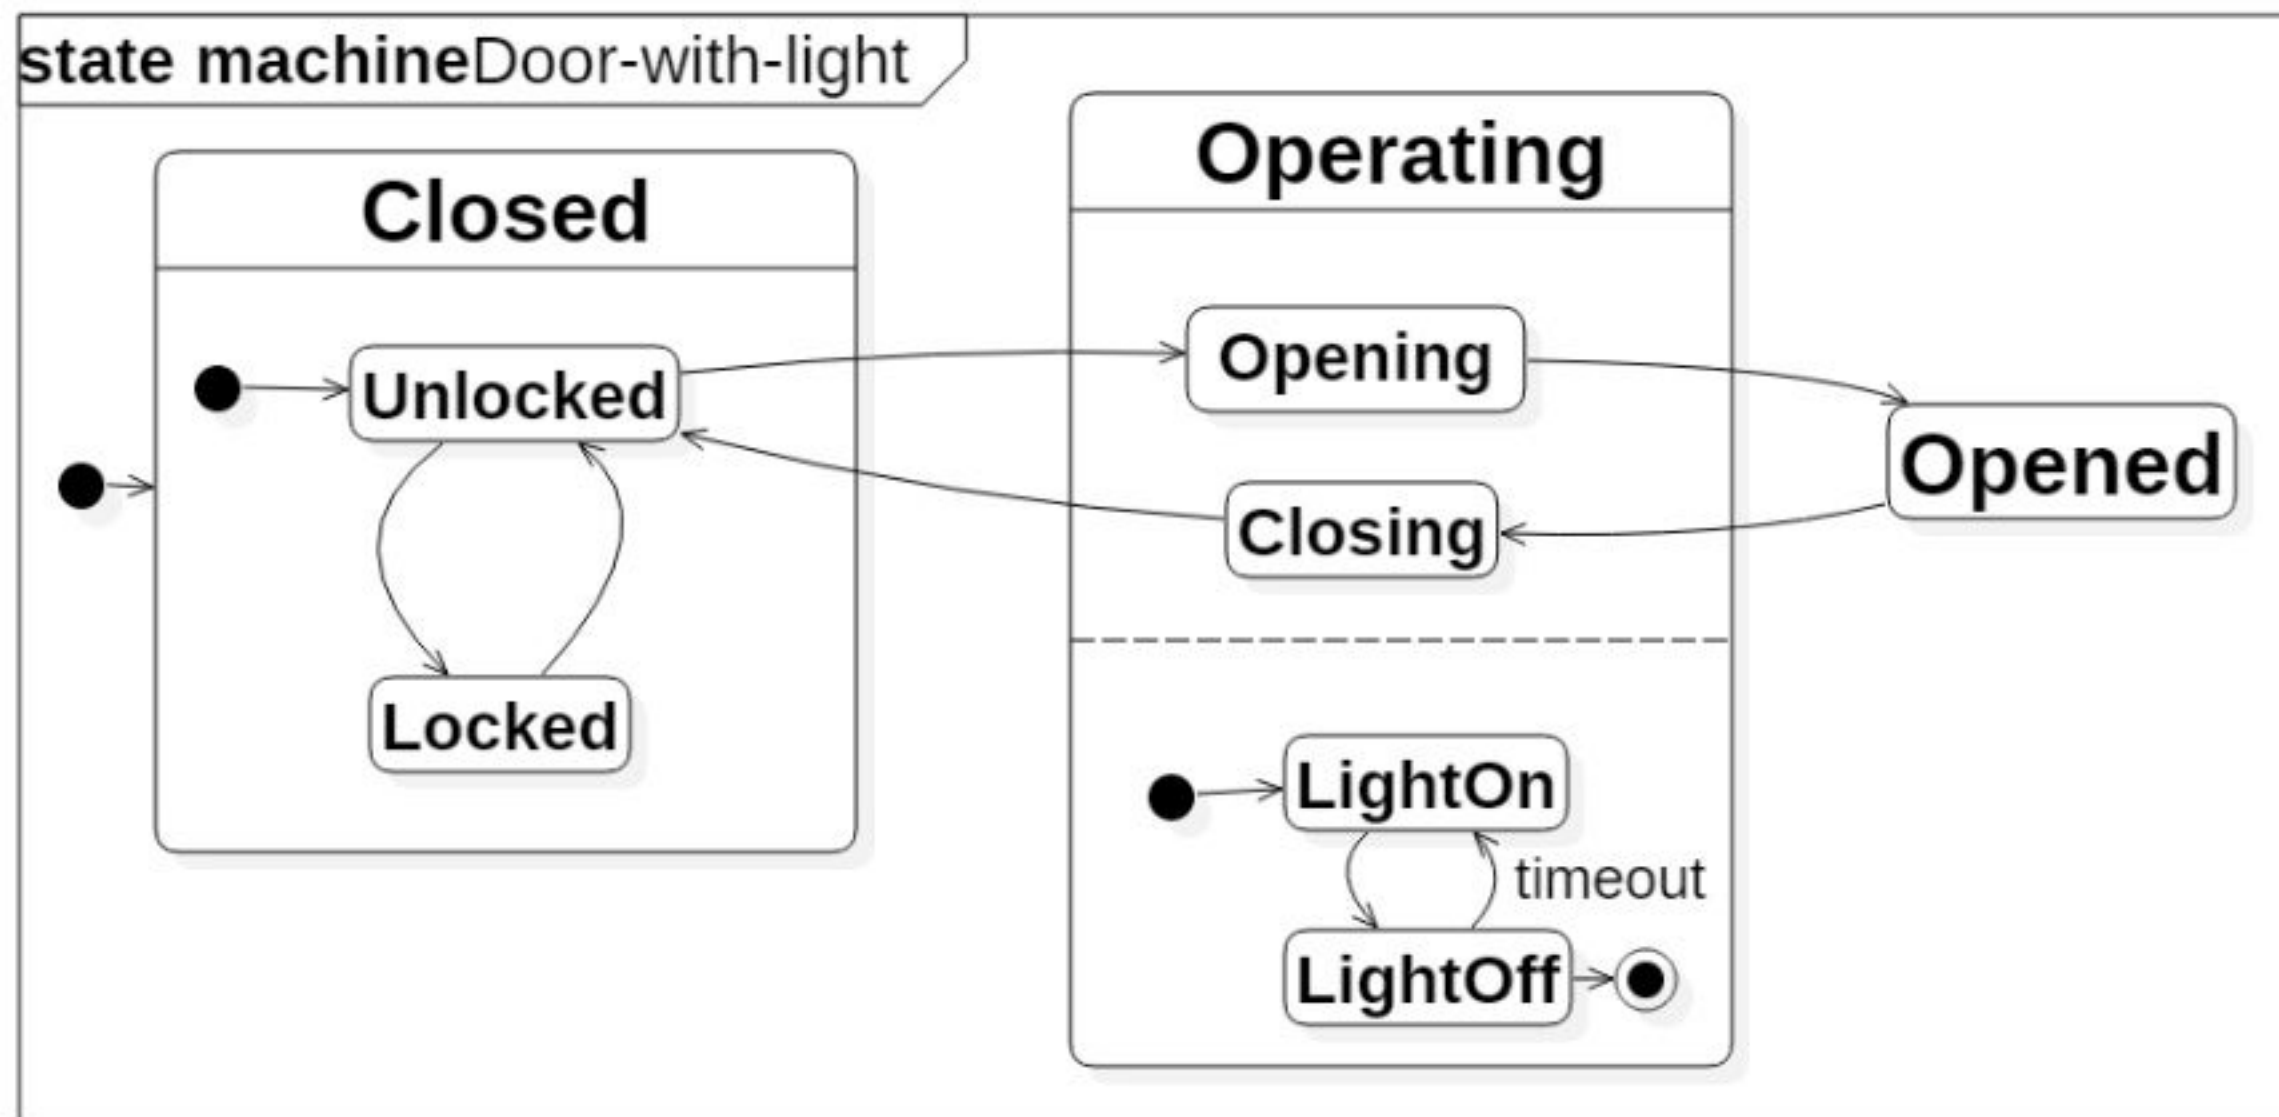 state machineDoor-with-light
Closed
Unlocked
Locked
Operating
Opening
Closing
LightOn
timeout
LightOff
Opened